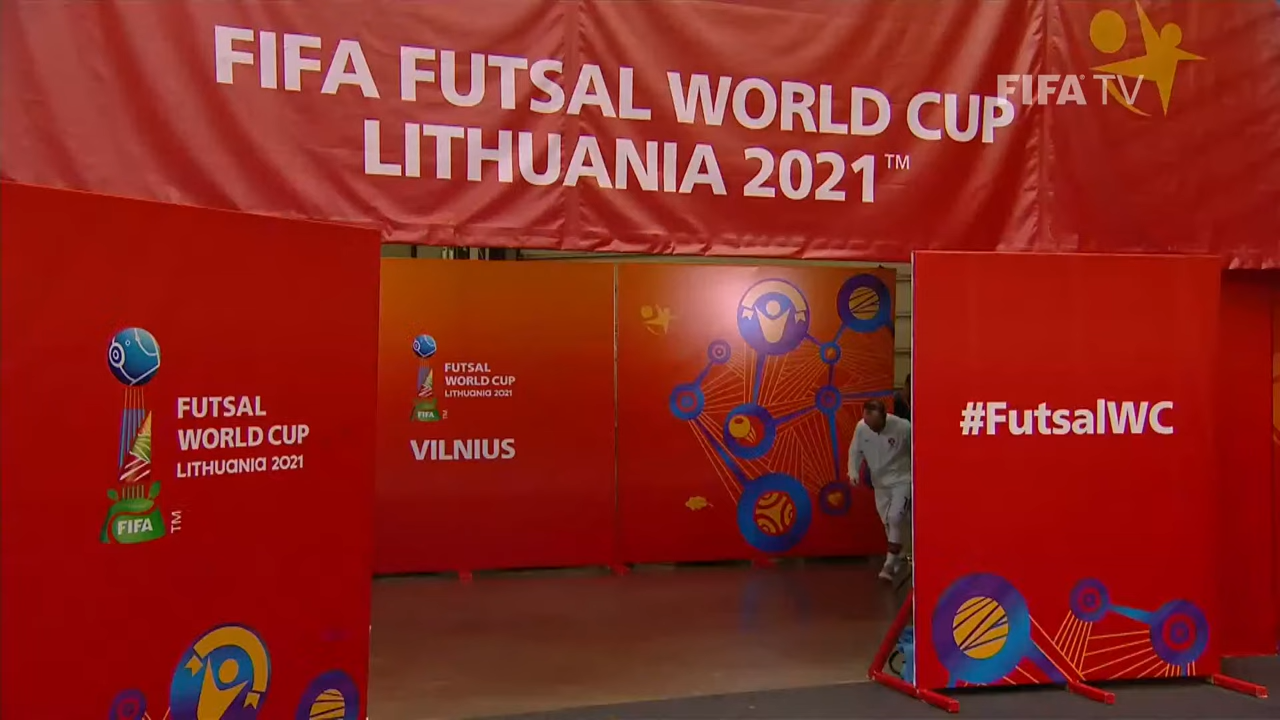 FIFA FUTSAL WORLD CUP
LITHUANIA 2021™
FIFA TV
FUTSAL
WORLD CUP
LITHUANIA 2021
FIFA
TM
FUTSAL
WORLD CUP
LITHUANIA 2021
FIFA
VILNIUS
#FutsalWC